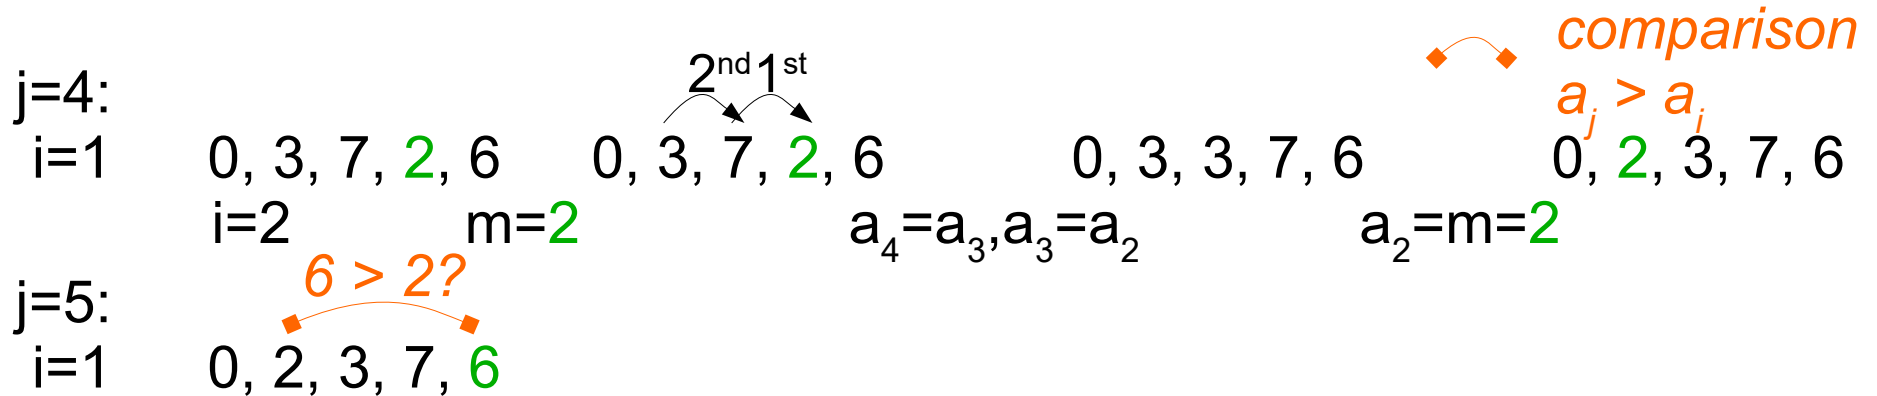 comparison
a_j > a_i
j=4:
2nd 1st
i=1 0, 3, 7, 2, 6 0, 3, 7, 2, 6 0, 3, 3, 7, 6 0, 2, 3, 7, 6
i=2 m=2 a4=a3,a3=a2 a2=m=2
6 > 2?
j=5:
i=1 0, 2, 3, 7, 6